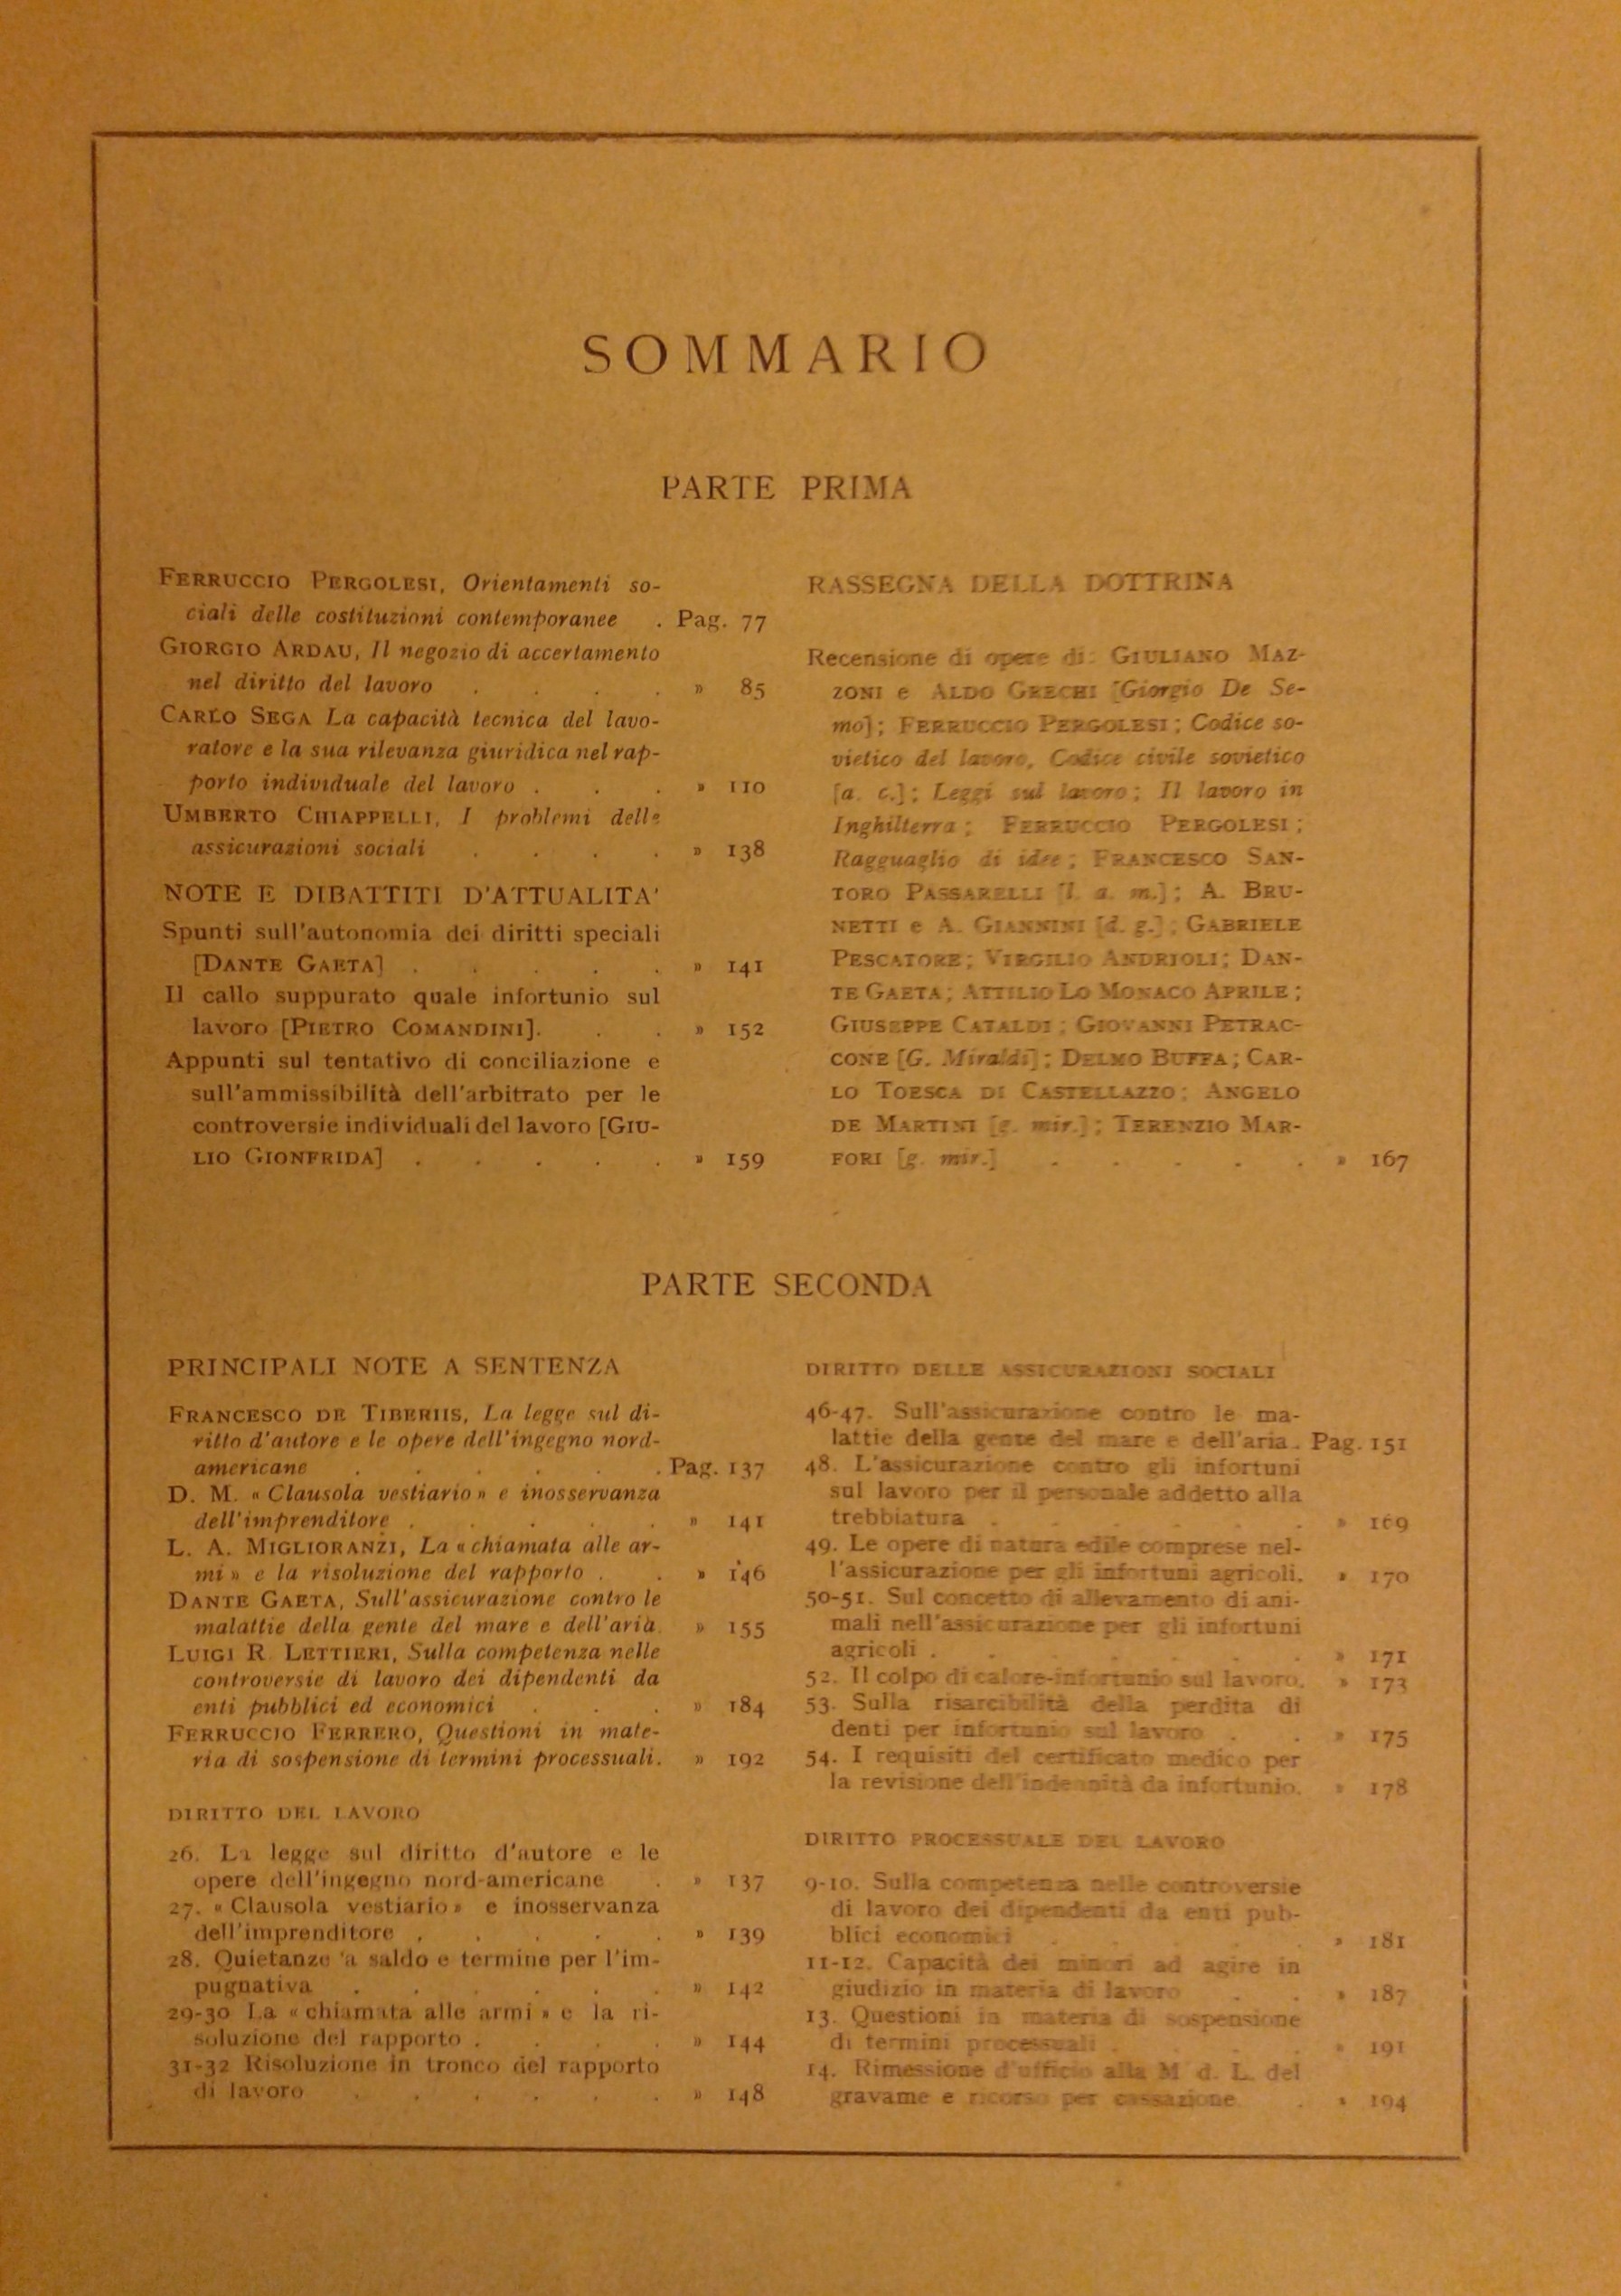 SOMMARIO
PARTE PRIMA
FERRUCCIO PERGOLESI, Orientamenti so-
ciali delle costituzioni contemporanee . Pag. 77
GIORGIO ARDAU, Il negozio di accertamento
nel diritto del lavoro . . . . » 85
CARLO SEGA La capacità tecnica del lavo-
ratore e la sua rilevanza giuridica nel rap-
porto individuale del lavoro . . . » 110
UMBERTO CHIAPPELLI, I problemi delle
assicurazioni sociali . . . . » 138
NOTE E DIBATTITI D'ATTUALITA'
Spunti sull'autonomia dei diritti speciali
[DANTE GAETA] . . . . . » 141
Il callo suppurato quale infortunio sul
lavoro [PIETRO COMANDINI]. . . » 152
Appunti sul tentativo di conciliazione e
sull'ammissibilità dell'arbitrato per le
controversie individuali del lavoro [GIU-
LIO GIONFRIDA] . . . . . » 159
RASSEGNA DELLA DOTTRINA
Recensione di opere di: GIULIANO MAZ-
ZONI e ALDO GRECHI [Giorgio De Se-
mo]; FERRUCCIO PERGOLESI; Codice so-
vietico del lavoro, Codice civile sovietico
[a. c.]; Leggi sul lavoro; Il lavoro in
Inghilterra; FERRUCCIO PERGOLESI;
Ragguaglio di idee; FRANCESCO SAN-
TORO PASSARELLI [l. a. m.]; A. BRU-
NETTI e A. GIANNINI [d. g.]; GABRIELE
PESCATORE; VIRGILIO ANDRIOLI; DAN-
TE GAETA; ATTILIO LO MONACO APRILE;
GIUSEPPE CATALDI; GIOVANNI PETRAC-
CONE [G. Miraldi]; DELMO BUFFA; CAR-
LO TOESCA DI CASTELLAZZO; ANGELO
DE MARTINI [g. mir.]; TERENZIO MAR-
FORI [g. mir.] . . . . . » 167
PARTE SECONDA
PRINCIPALI NOTE A SENTENZA
FRANCESCO DE TIBERIIS, La legge sul di-
ritto d'autore e le opere dell'ingegno nord-
americane . . . . . . Pag. 137
D. M. « Clausola vestiario » e inosservanza
dell'imprenditore . . . . . » 141
L. A. MIGLIORANZI, La « chiamata alle ar-
mi » e la risoluzione del rapporto . . » 146
DANTE GAETA, Sull'assicurazione contro le
malattie della gente del mare e dell'aria. » 155
LUIGI R. LETTIERI, Sulla competenza nelle
controversie di lavoro dei dipendenti da
enti pubblici ed economici . . . » 184
FERRUCCIO FERRERO, Questioni in mate-
ria di sospensione di termini processuali. » 192
DIRITTO DEL LAVORO
26. La legge sul diritto d'autore e le
opere dell'ingegno nord-americane . » 137
27. « Clausola vestiario » e inosservanza
dell'imprenditore . . . . . » 139
28. Quietanze a saldo e termine per l'im-
pugnativa . . . . . . » 142
29-30 La « chiamata alle armi » e la ri-
soluzione del rapporto . . . . » 144
31-32 Risoluzione in tronco del rapporto
di lavoro . . . . . . » 148
DIRITTO DELLE ASSICURAZIONI SOCIALI
46-47. Sull'assicurazione contro le ma-
lattie della gente del mare e dell'aria. Pag. 151
48. L'assicurazione contro gli infortuni
sul lavoro per il personale addetto alla
trebbiatura . . . . . . » 169
49. Le opere di natura edile comprese nel-
l'assicurazione per gli infortuni agricoli. » 170
50-51. Sul concetto di allevamento di ani-
mali nell'assicurazione per gli infortuni
agricoli . . . . . . . » 171
52. Il colpo di calore-infortunio sul lavoro. » 173
53. Sulla risarcibilità della perdita di
denti per infortunio sul lavoro . . » 175
54. I requisiti del certificato medico per
la revisione dell'indennità da infortunio. » 178
DIRITTO PROCESSUALE DEL LAVORO
9-10. Sulla competenza nelle controversie
di lavoro dei dipendenti da enti pub-
blici economici . . . . . » 181
11-12. Capacità dei minori ad agire in
giudizio in materia di lavoro . . » 187
13. Questioni in materia di sospensione
di termini processuali . . . . » 191
14. Rimessione d'ufficio alla M. d. L. del
gravame e ricorso per cassazione . » 194